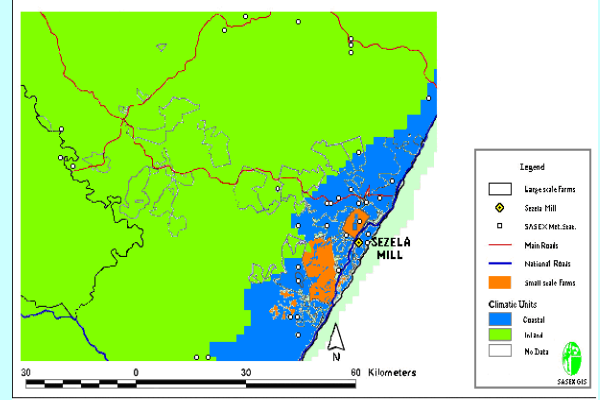 SEZELA
MILL
N
30 0 30 60 Kilometers
Legend
Large scale Farms
Sezela Mill
SASEX Met. Stat.
Main Roads
National Roads
Small scale Farms
Climatic Units
Coastal
Inland
No Data
SASEX GIS